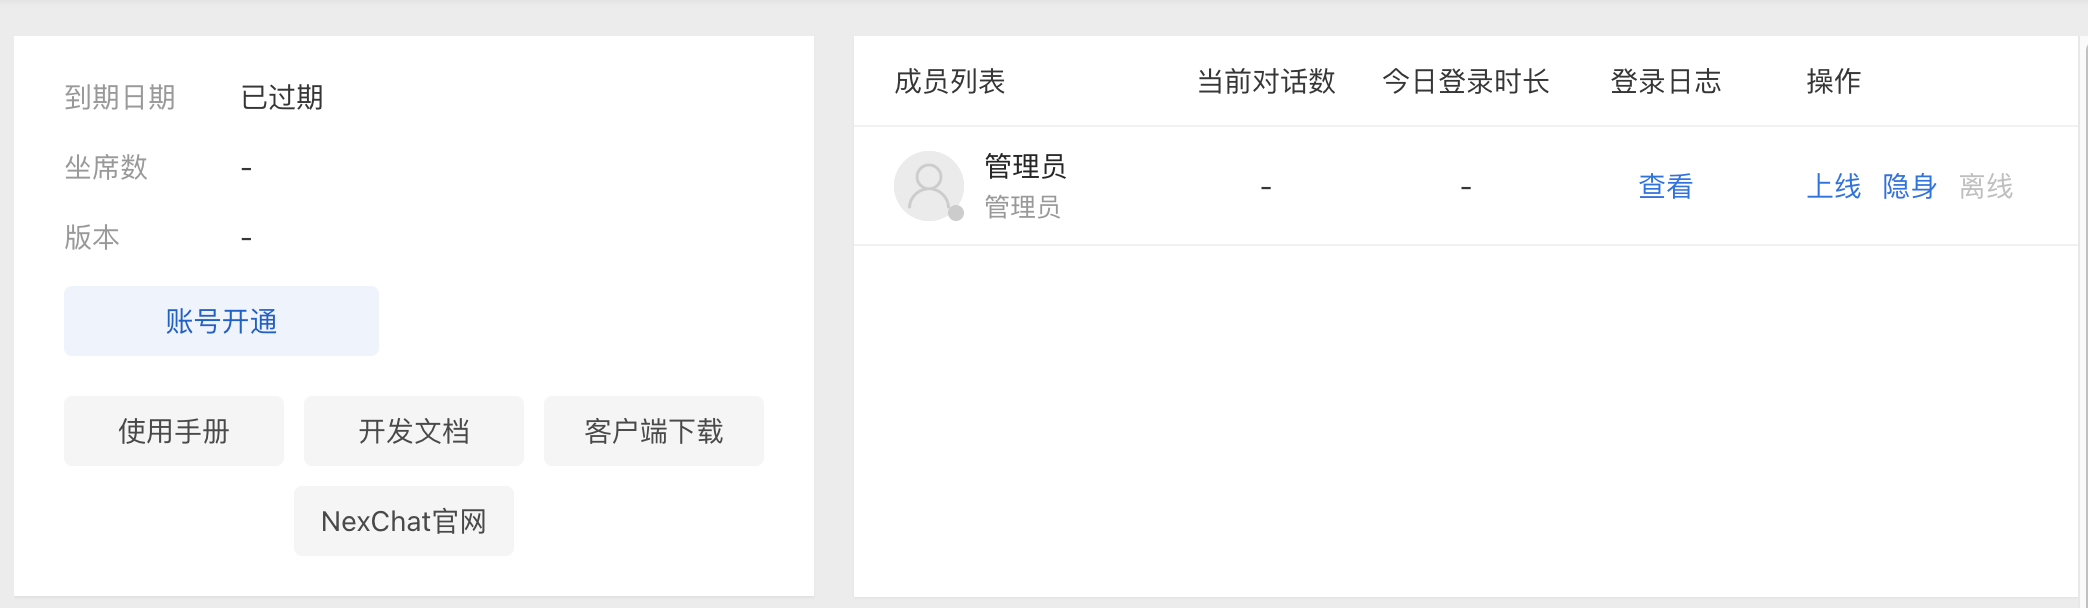 到期日期 已过期
坐席数 -
版本 -
账号开通
使用手册 开发文档 客户端下载
NexChat官网
成员列表 当前对话数 今日登录时长 登录日志 操作
管理员
管理员
- - 查看 上线 隐身 离线